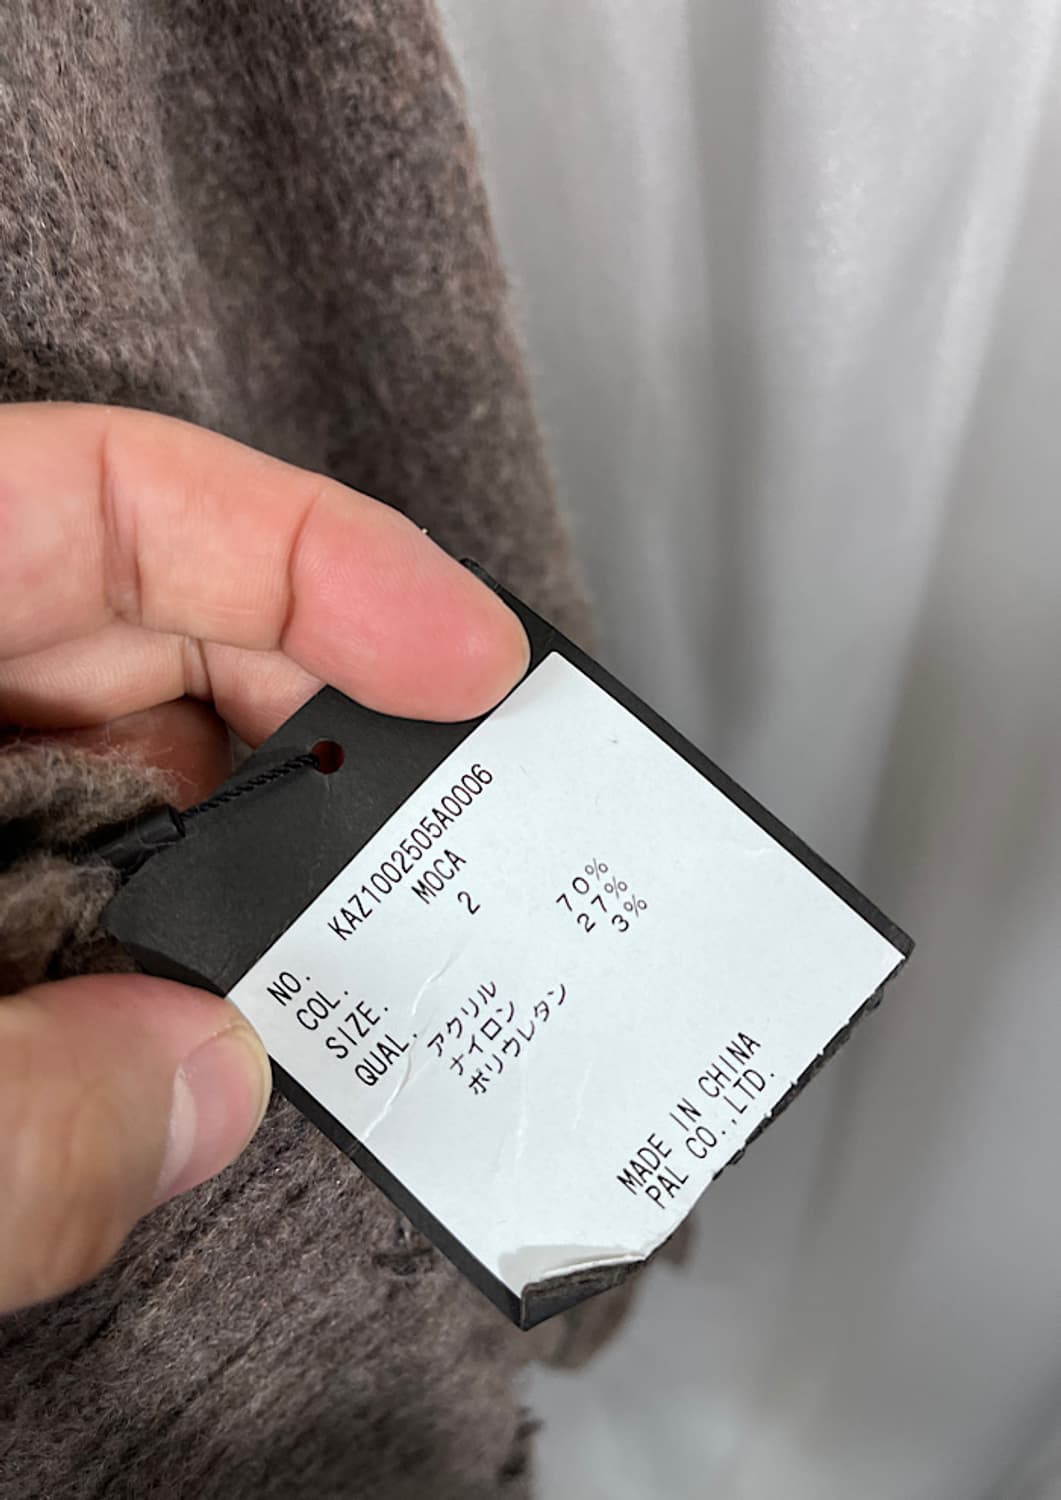 NO. KAZ1002505A0006
COL. MOCA
SIZE. 2
QUAL. アクリル 70%
ナイロン 27%
ポリウレタン 3%
MADE IN CHINA
PAL CO.,LTD.